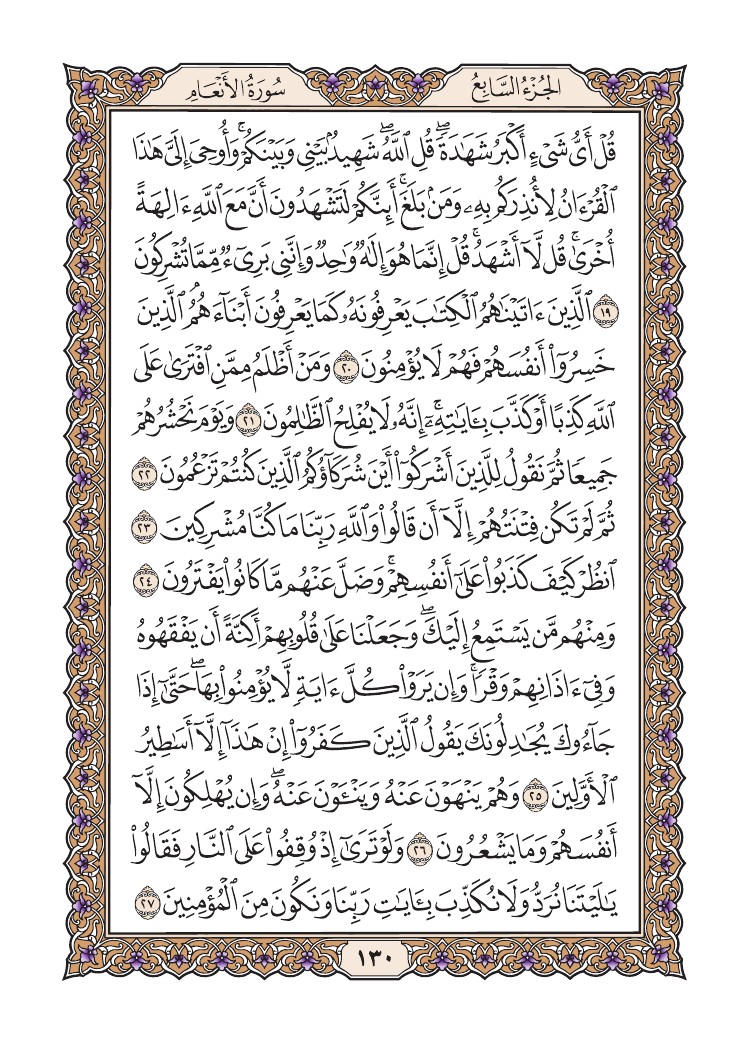 الجُزْءُ السَّابِعُ
سُورَةُ الأَنْعَامِ
قُلْ أَيُّ شَيْءٍ أَكْبَرُ شَهَٰدَةٗۖ قُلِ ٱللَّهُۖ شَهِيدُۢ بَيْنِي وَبَيْنَكُمْۚ وَأُوحِيَ إِلَيَّ هَٰذَا
ٱلْقُرْءَانُ لِأُنذِرَكُم بِهِۦ وَمَنۢ بَلَغَۚ أَئِنَّكُمْ لَتَشْهَدُونَ أَنَّ مَعَ ٱللَّهِ ءَالِهَةً
أُخْرَىٰۚ قُل لَّآ أَشْهَدُۚ قُلْ إِنَّمَا هُوَ إِلَٰهٞ وَٰحِدٞ وَإِنَّنِي بَرِيٓءٞ مِّمَّا تُشْرِكُونَ
١٩ ٱلَّذِينَ ءَاتَيْنَٰهُمُ ٱلْكِتَٰبَ يَعْرِفُونَهُۥ كَمَا يَعْرِفُونَ أَبْنَآءَهُمُۘ ٱلَّذِينَ
خَسِرُوٓا۟ أَنفُسَهُمْ فَهُمْ لَا يُؤْمِنُونَ ٢٠ وَمَنْ أَظْلَمُ مِمَّنِ ٱفْتَرَىٰ عَلَى
ٱللَّهِ كَذِبًا أَوْ كَذَّبَ بِـَٔايَٰتِهِۦٓۚ إِنَّهُۥ لَا يُفْلِحُ ٱلظَّٰلِمُونَ ٢١ وَيَوْمَ نَحْشُرُهُمْ
جَمِيعٗا ثُمَّ نَقُولُ لِلَّذِينَ أَشْرَكُوٓا۟ أَيْنَ شُرَكَآؤُكُمُ ٱلَّذِينَ كُنتُمْ تَزْعُمُونَ ٢٢
ثُمَّ لَمْ تَكُن فِتْنَتُهُمْ إِلَّآ أَن قَالُوا۟ وَٱللَّهِ رَبِّنَا مَا كُنَّا مُشْرِكِينَ ٢٣
ٱنظُرْ كَيْفَ كَذَبُوا۟ عَلَىٰٓ أَنفُسِهِمْۚ وَضَلَّ عَنْهُم مَّا كَانُوا۟ يَفْتَرُونَ ٢٤
وَمِنْهُم مَّن يَسْتَمِعُ إِلَيْكَۖ وَجَعَلْنَا عَلَىٰ قُلُوبِهِمْ أَكِنَّةً أَن يَفْقَهُوهُ
وَفِيٓ ءَاذَانِهِمْ وَقْرٗاۚ وَإِن يَرَوْا۟ كُلَّ ءَايَةٖ لَّا يُؤْمِنُوا۟ بِهَاۖ حَتَّىٰٓ إِذَا
جَآءُوكَ يُجَٰدِلُونَكَ يَقُولُ ٱلَّذِينَ كَفَرُوٓا۟ إِنْ هَٰذَآ إِلَّآ أَسَٰطِيرُ
ٱلْأَوَّلِينَ ٢٥ وَهُمْ يَنْهَوْنَ عَنْهُ وَيَنْـَٔوْنَ عَنْهُۖ وَإِن يُهْلِكُونَ إِلَّآ
أَنفُسَهُمْ وَمَا يَشْعُرُونَ ٢٦ وَلَوْ تَرَىٰٓ إِذْ وُقِفُوا۟ عَلَى ٱلنَّارِ فَقَالُوا۟
يَٰلَيْتَنَا نُرَدُّ وَلَا نُكَذِّبَ بِـَٔايَٰتِ رَبِّنَا وَنَكُونَ مِنَ ٱلْمُؤْمِنِينَ ٢٧
١٣٠